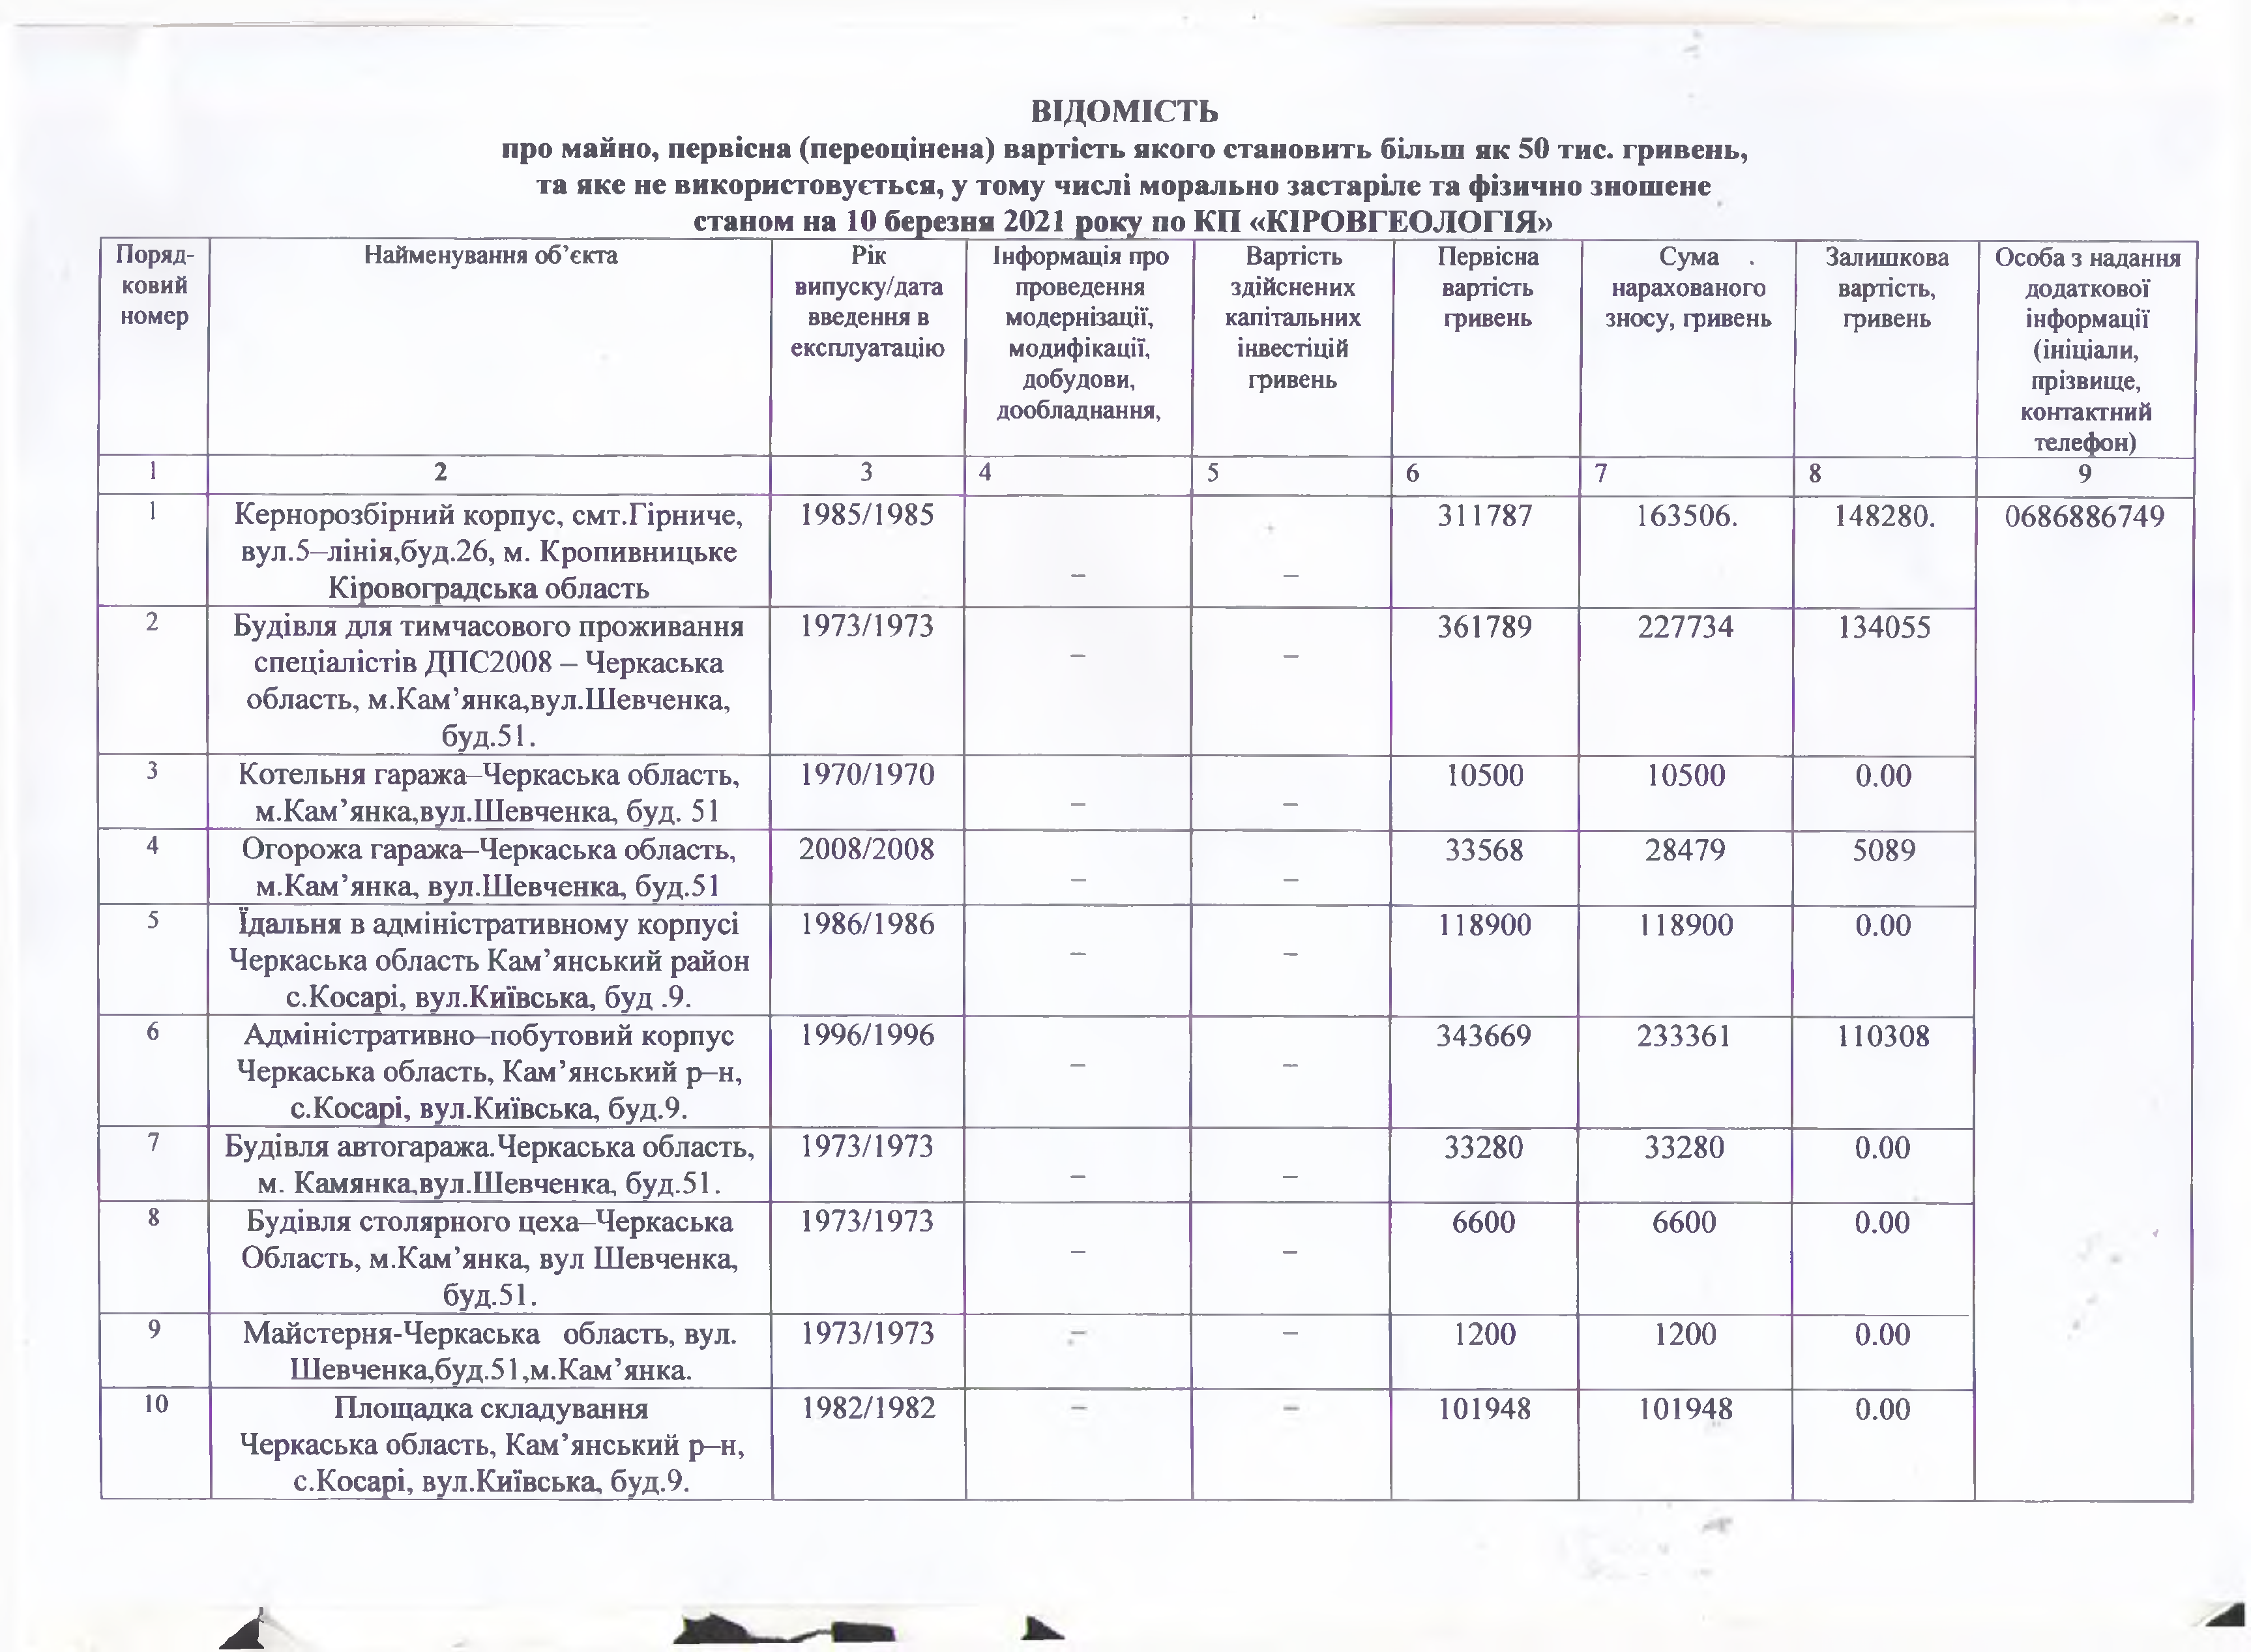 ВІДОМІСТЬ
про майно, первісна (переоцінена) вартість якого становить більш як 50 тис. гривень,
та яке не використовується, у тому числі морально застаріле та фізично зношене
станом на 10 березня 2021 року по КП «КІРОВГЕОЛОГІЯ»
Поряд-
ковий
номер
Найменування об’єкта
Рік
випуску/дата
введення в
експлуатацію
Інформація про
проведення
модернізації,
модифікації,
добудови,
дообладнання,
Вартість
здійснених
капітальних
інвестіцій
гривень
Первісна
вартість
гривень
Сума
нарахованого
зносу, гривень
Залишкова
вартість,
гривень
Особа з надання
додаткової
інформації
(ініціали,
прізвище,
контактний
телефон)
1 2 3 4 5 6 7 8 9
1 Кернорозбірний корпус, смт.Гірниче, 1985/1985 311787 163506. 148280. 0686886749
вул.5–лінія,буд.26, м. Кропивницьке
Кіровоградська область – –
2 Будівля для тимчасового проживання 1973/1973 361789 227734 134055
спеціалістів ДПС2008 – Черкаська – –
область, м.Кам’янка,вул.Шевченка,
буд.51.
3 Котельня гаража–Черкаська область, 1970/1970 10500 10500 0.00
м.Кам’янка,вул.Шевченка, буд. 51 – –
4 Огорожа гаража–Черкаська область, 2008/2008 33568 28479 5089
м.Кам’янка, вул.Шевченка, буд.51 – –
5 Їдальня в адміністративному корпусі 1986/1986 118900 118900 0.00
Черкаська область Кам’янський район – –
с.Косарі, вул.Київська, буд .9.
6 Адміністративно–побутовий корпус 1996/1996 343669 233361 110308
Черкаська область, Кам’янський р–н, – –
с.Косарі, вул.Київська, буд.9.
7 Будівля автогаража.Черкаська область, 1973/1973 33280 33280 0.00
м. Камянка,вул.Шевченка, буд.51. – –
8 Будівля столярного цеха–Черкаська 1973/1973 6600 6600 0.00
Область, м.Кам’янка, вул Шевченка, – –
буд.51.
9 Майстерня-Черкаська область, вул. 1973/1973 – – 1200 1200 0.00
Шевченка,буд.51,м.Кам’янка.
10 Площадка складування 1982/1982 – – 101948 101948 0.00
Черкаська область, Кам’янський р–н,
с.Косарі, вул.Київська, буд.9.